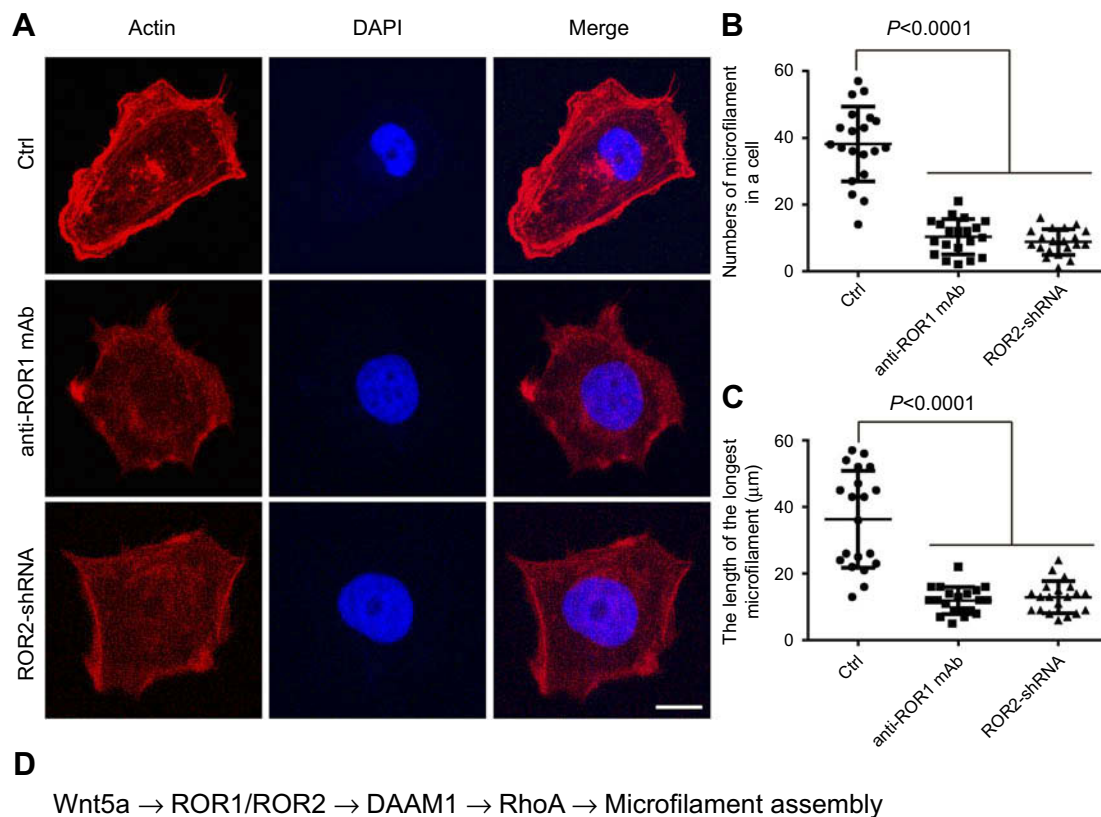 A
Actin DAPI Merge
Ctrl
anti-ROR1 mAb
ROR2-shRNA
B
P<0.0001
Numbers of microfilament
in a cell
60
40
20
0
Ctrl
anti-ROR1 mAb
ROR2-shRNA
C
P<0.0001
The length of the longest
microfilament (μm)
60
40
20
0
Ctrl
anti-ROR1 mAb
ROR2-shRNA
D
Wnt5a → ROR1/ROR2 → DAAM1 → RhoA → Microfilament assembly